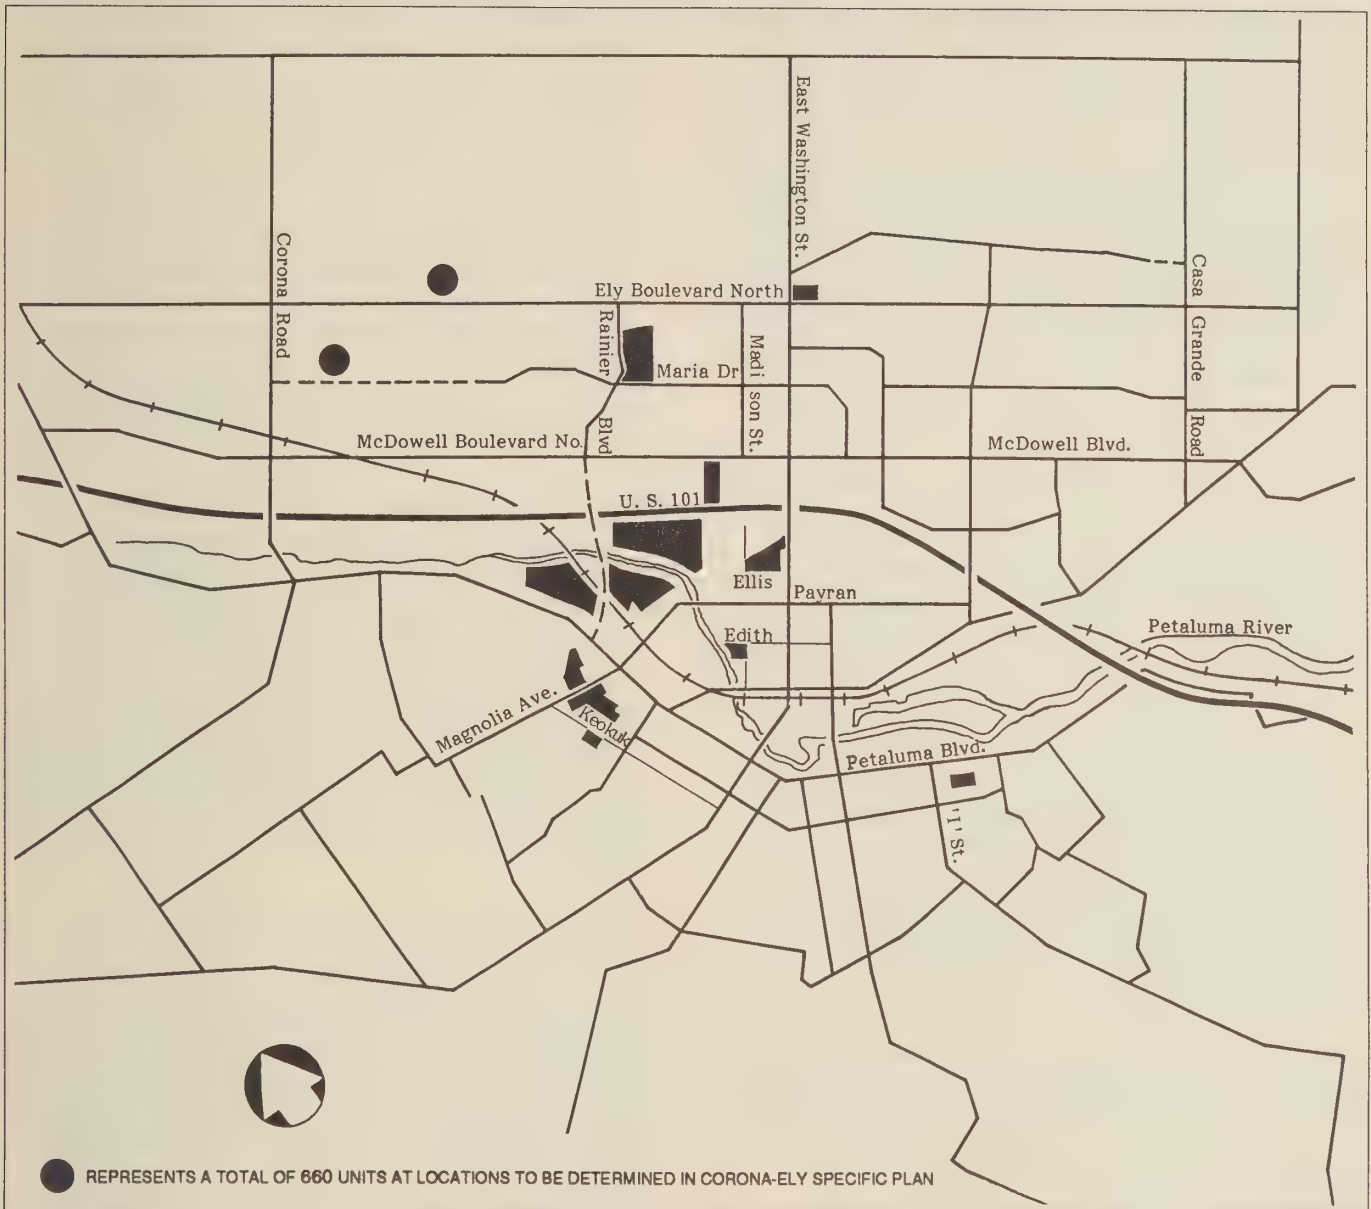 East Washington St.
Corona Road
Casa Grande Road
Ely Boulevard North
Rainier Blvd
Madison St.
Maria Dr
McDowell Boulevard No.
McDowell Blvd.
U. S. 101
Ellis
Payran
Edith
Petaluma River
Magnolia Ave.
Keokuk
Petaluma Blvd.
'I' St.
REPRESENTS A TOTAL OF 660 UNITS AT LOCATIONS TO BE DETERMINED IN CORONA-ELY SPECIFIC PLAN